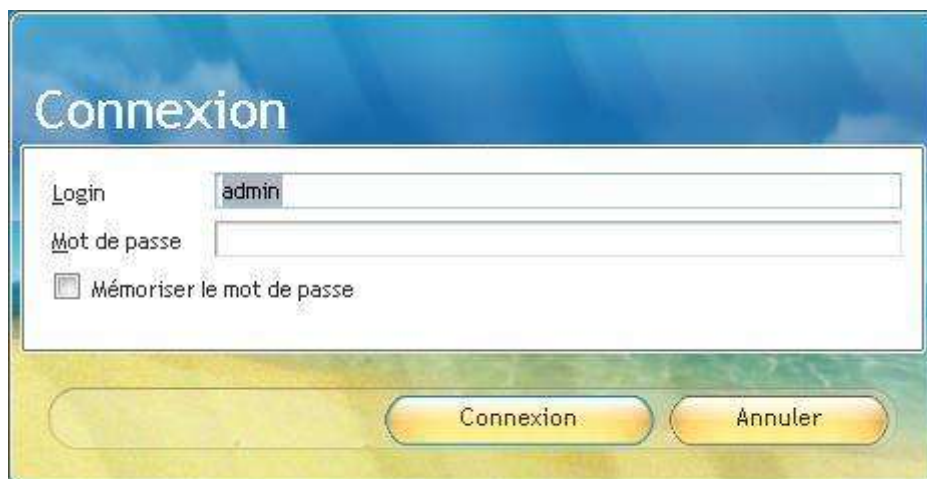 Connexion
Login admin
Mot de passe
Mémoriser le mot de passe
Connexion Annuler